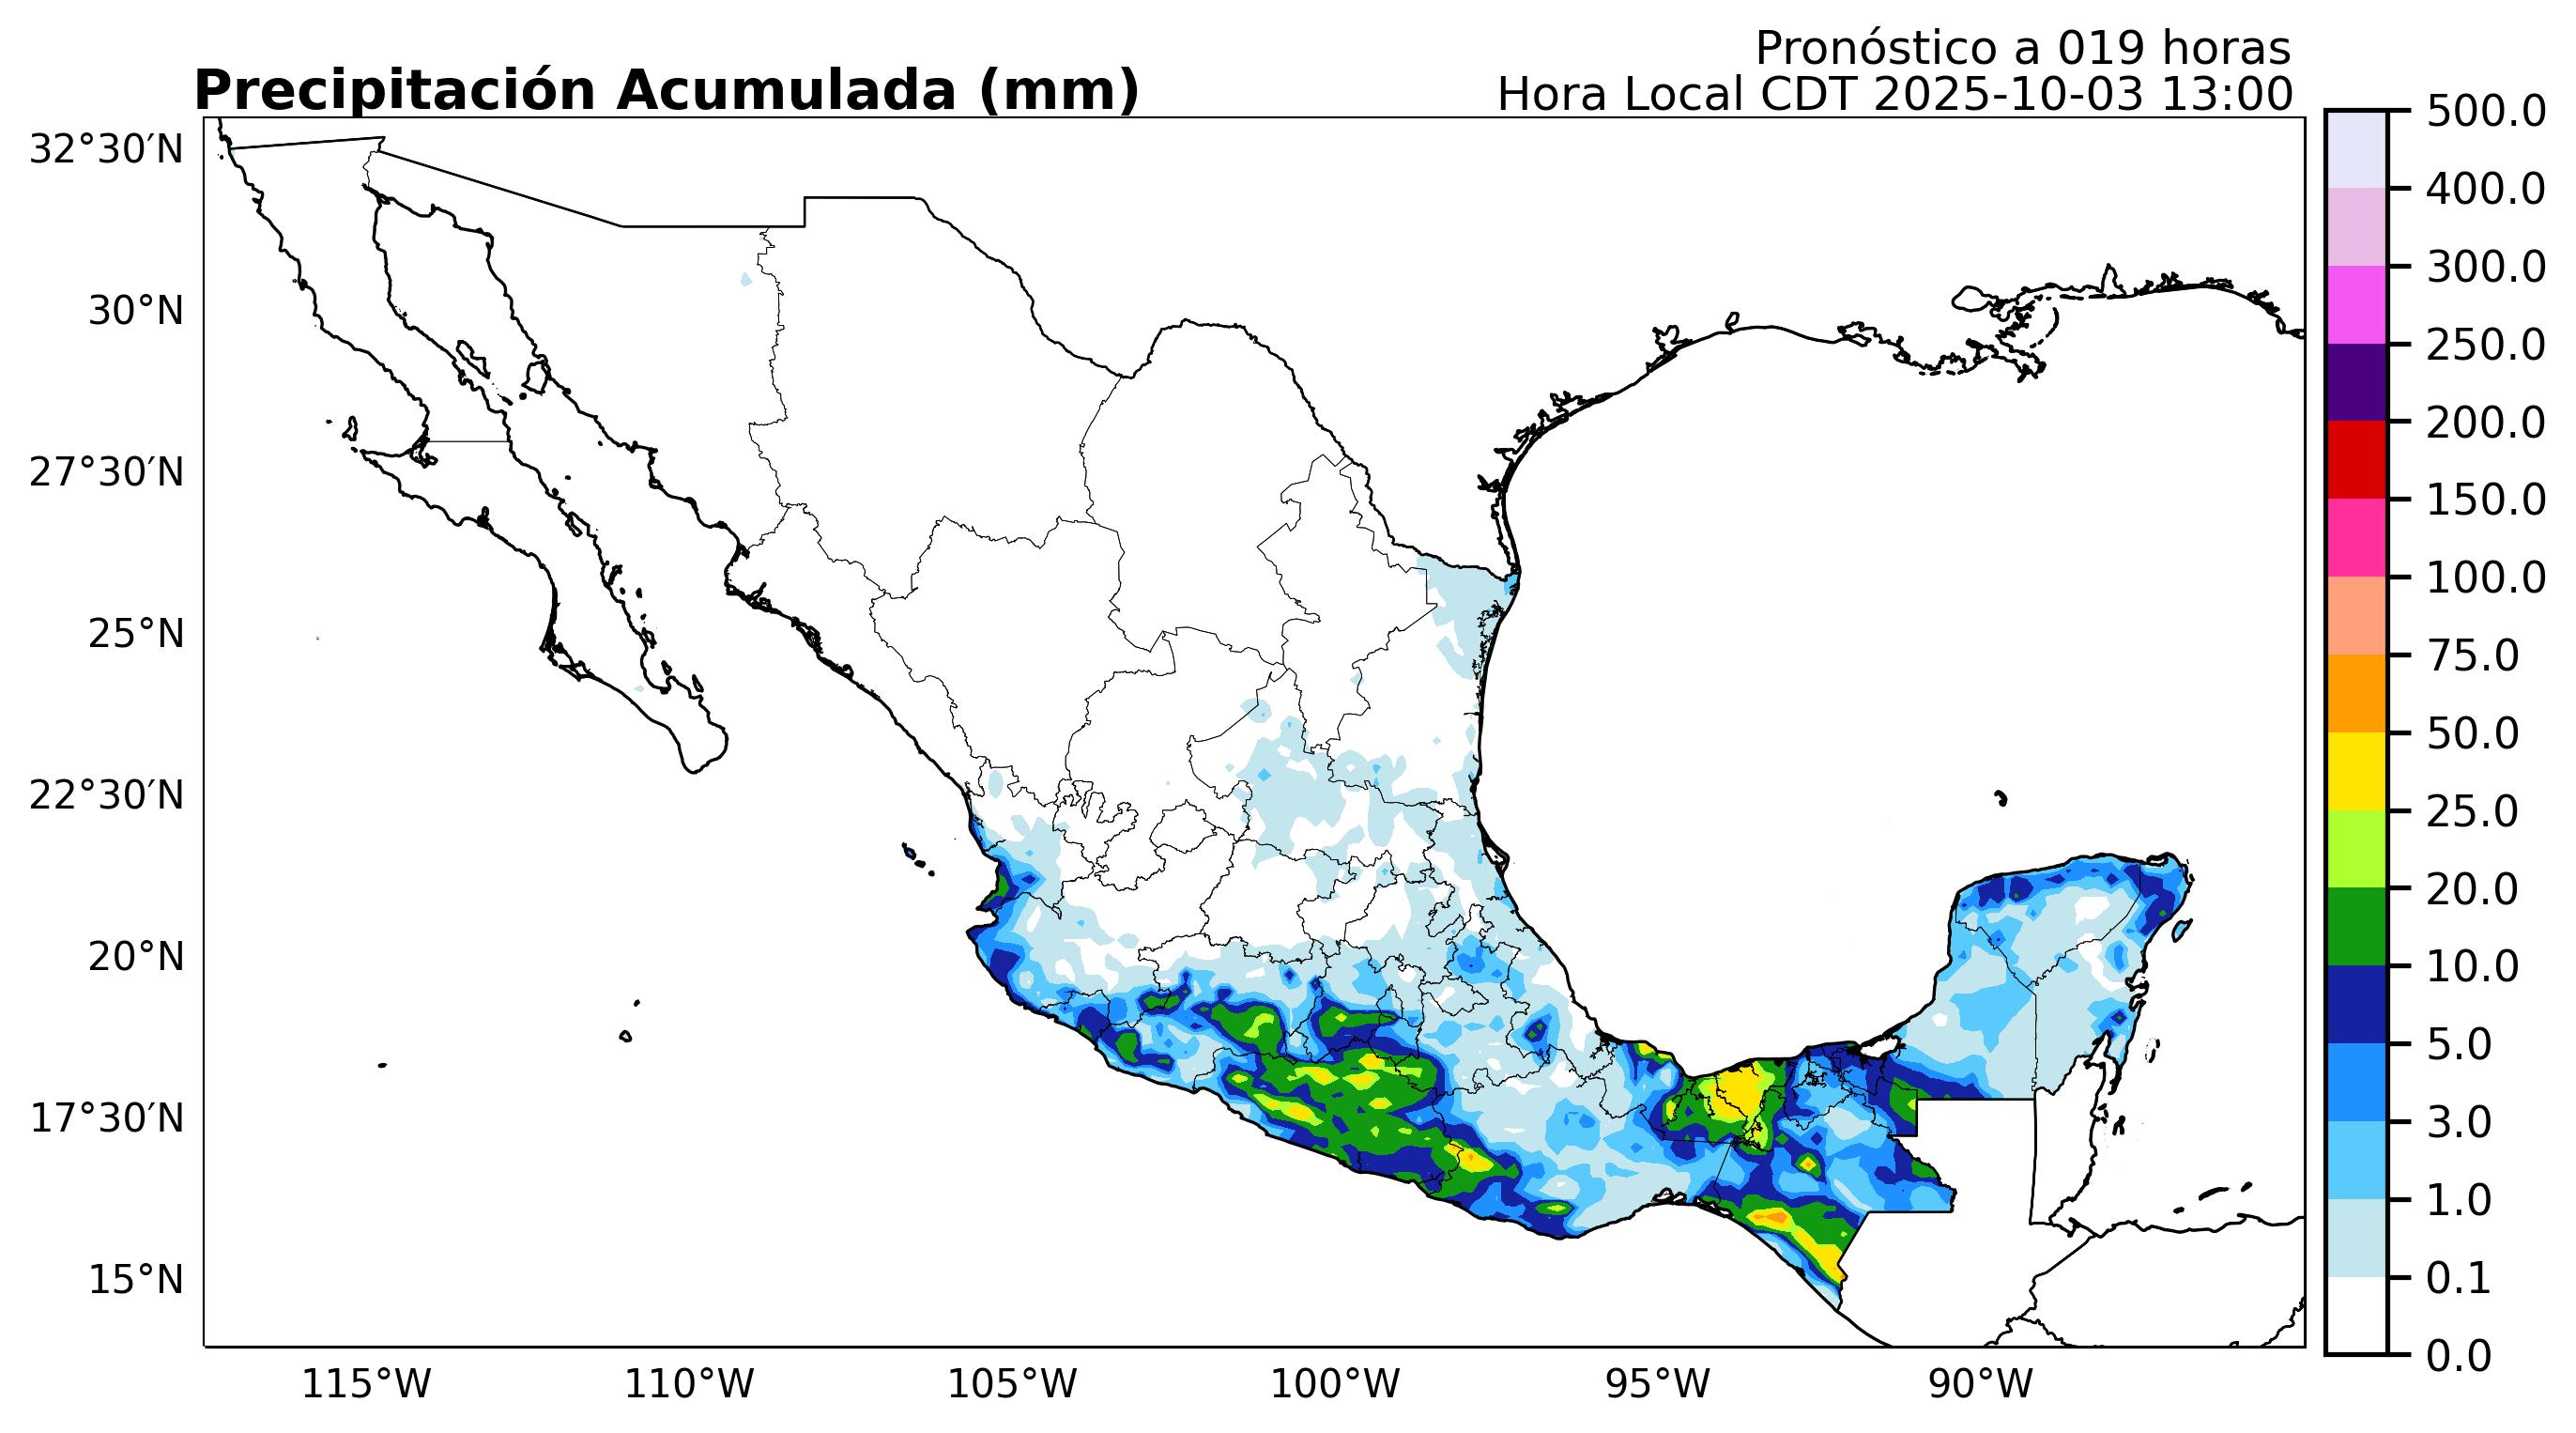 Pronóstico a 019 horas
Precipitación Acumulada (mm)
Hora Local CDT 2025-10-03 13:00
32°30′N
30°N
27°30′N
25°N
22°30′N
20°N
17°30′N
15°N
115°W
110°W
105°W
100°W
95°W
90°W
500.0
400.0
300.0
250.0
200.0
150.0
100.0
75.0
50.0
25.0
20.0
10.0
5.0
3.0
1.0
0.1
0.0